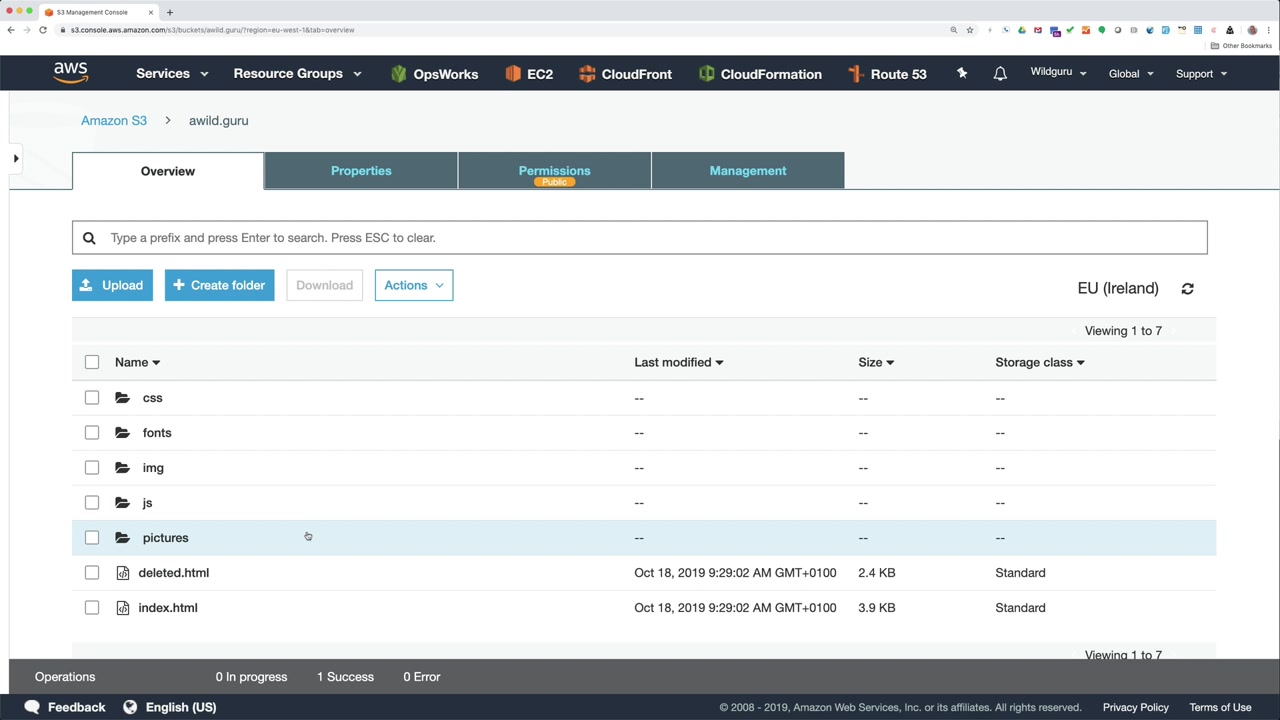 S3 Management Console
s3.console.aws.amazon.com/s3/buckets/awild.guru/?region=eu-west-1&tab=overview
Other Bookmarks
aws Services Resource Groups OpsWorks EC2 CloudFront CloudFormation Route 53 Wildguru Global Support
Amazon S3 awild.guru
Overview Properties Permissions Management
Public
Type a prefix and press Enter to search. Press ESC to clear.
Upload Create folder Download Actions EU (Ireland)
Viewing 1 to 7
Name Last modified Size Storage class
css -- -- --
fonts -- -- --
img -- -- --
js -- -- --
pictures -- -- --
deleted.html Oct 18, 2019 9:29:02 AM GMT+0100 2.4 KB Standard
index.html Oct 18, 2019 9:29:02 AM GMT+0100 3.9 KB Standard
Viewing 1 to 7
Operations 0 In progress 1 Success 0 Error
Feedback English (US) © 2008 - 2019, Amazon Web Services, Inc. or its affiliates. All rights reserved. Privacy Policy Terms of Use